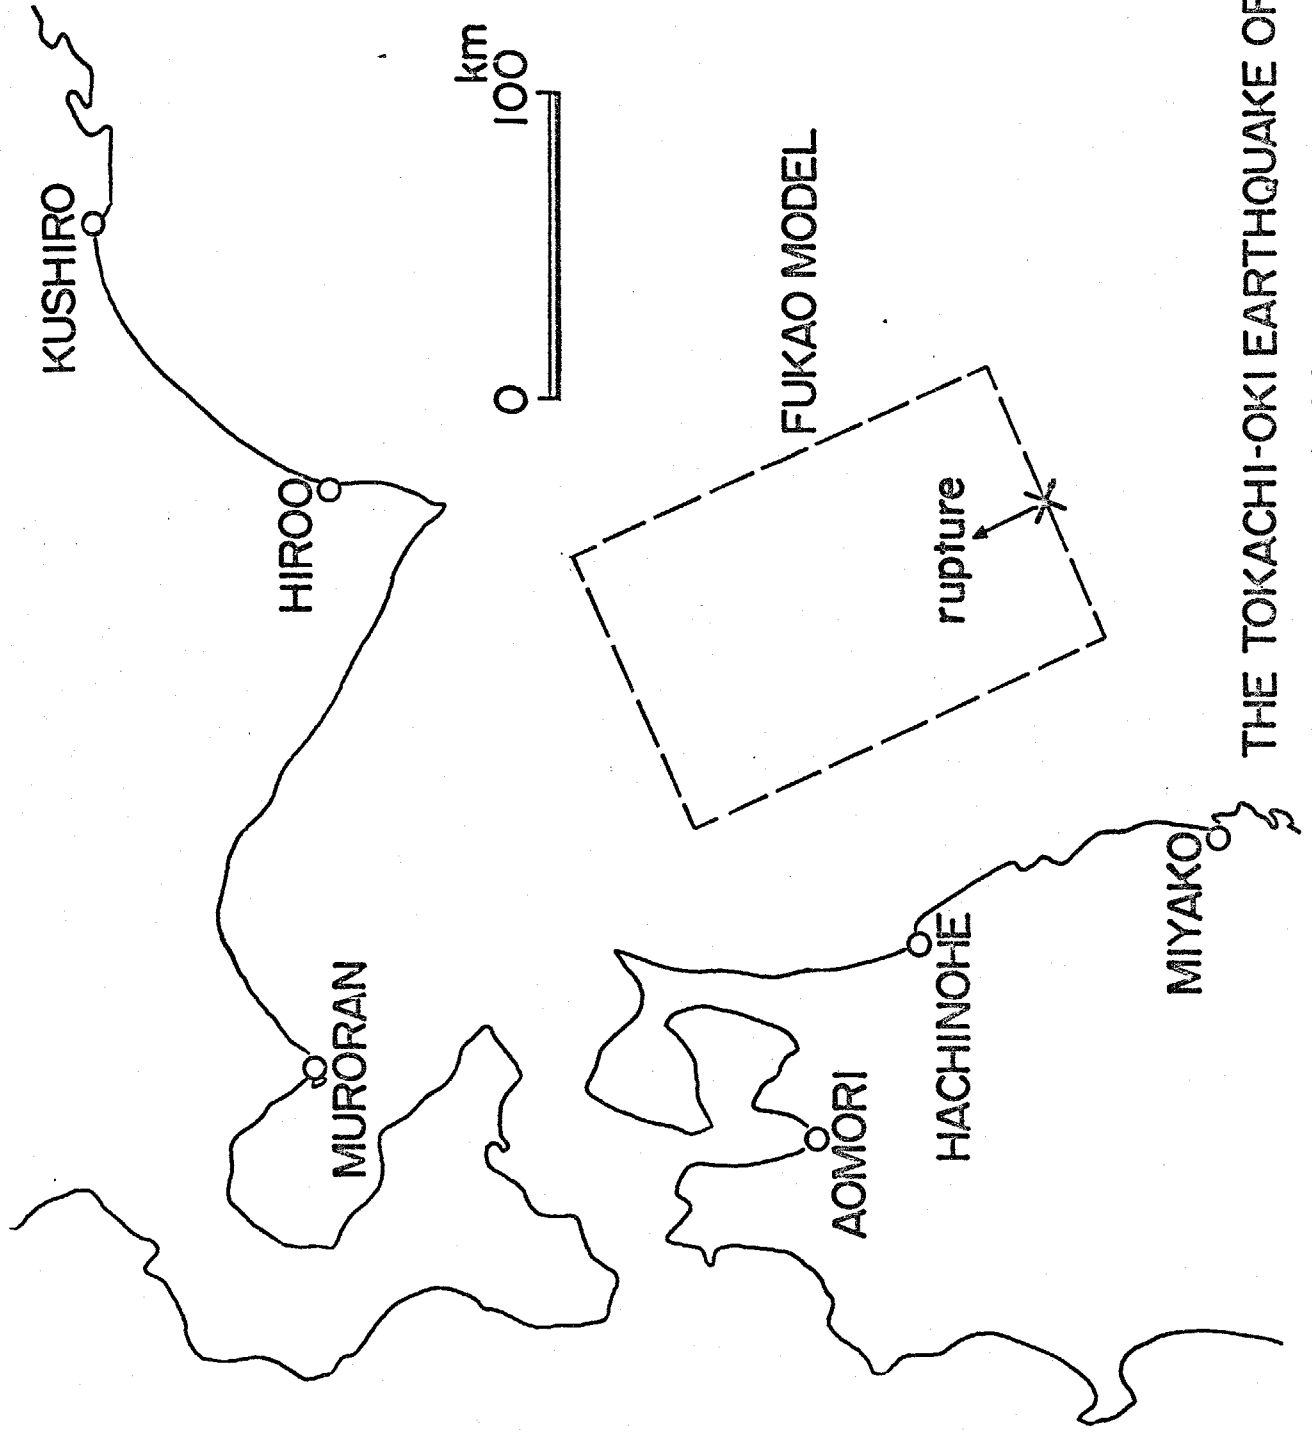 KUSHIRO
km
0 100
HIROO
FUKAO MODEL
rupture
MURORAN
AOMORI
HACHINOHE
MIYAKO
THE TOKACHI-OKI EARTHQUAKE OF